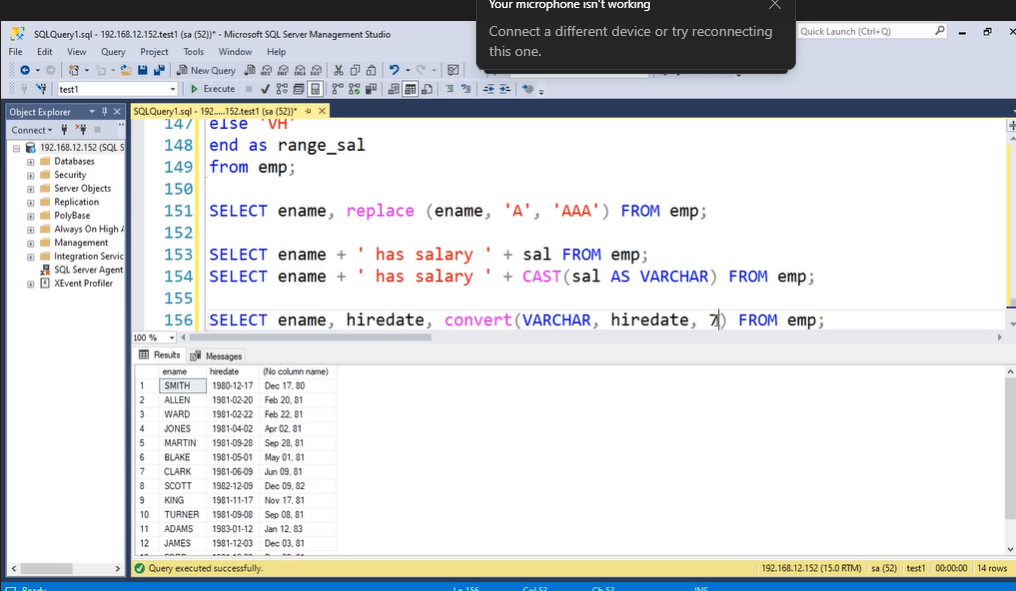 Your microphone isn't working
Connect a different device or try reconnecting
this one.
SQLQuery1.sql - 192.168.12.152.test1 (sa (52))* - Microsoft SQL Server Management Studio
Quick Launch (Ctrl+Q)
File Edit View Query Project Tools Window Help
New Query
test1 Execute
Object Explorer
SQLQuery1.sql - 192.....152.test1 (sa (52))*
Connect
192.168.12.152 (SQL S
Databases
Security
Server Objects
Replication
PolyBase
Always On High A
Management
Integration Servic
SQL Server Agent
XEvent Profiler
147 else 'VH'
148 end as range_sal
149 from emp;
150
151 SELECT ename, replace (ename, 'A', 'AAA') FROM emp;
152
153 SELECT ename + ' has salary ' + sal FROM emp;
154 SELECT ename + ' has salary ' + CAST(sal AS VARCHAR) FROM emp;
155
156 SELECT ename, hiredate, convert(VARCHAR, hiredate, 7) FROM emp;
100 %
Results Messages
ename hiredate (No column name)
1 SMITH 1980-12-17 Dec 17, 80
2 ALLEN 1981-02-20 Feb 20, 81
3 WARD 1981-02-22 Feb 22, 81
4 JONES 1981-04-02 Apr 02, 81
5 MARTIN 1981-09-28 Sep 28, 81
6 BLAKE 1981-05-01 May 01, 81
7 CLARK 1981-06-09 Jun 09, 81
8 SCOTT 1982-12-09 Dec 09, 82
9 KING 1981-11-17 Nov 17, 81
10 TURNER 1981-09-08 Sep 08, 81
11 ADAMS 1983-01-12 Jan 12, 83
12 JAMES 1981-12-03 Dec 03, 81
Query executed successfully.
192.168.12.152 (15.0 RTM) sa (52) test1 00:00:00 14 rows
Ready Ln 156 Col 53 Ch 53 INS